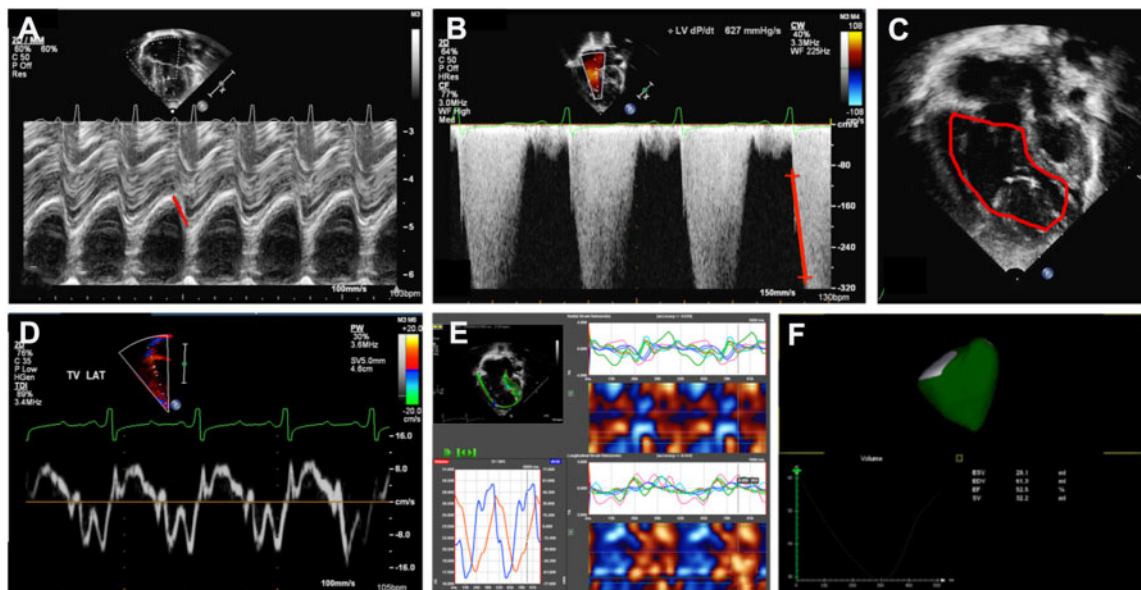 A
M3
2D / MM
60% 60%
C 50
P Off
Res
3
4
5
6
100mm/s
103bpm
B
M3 M4
+108
CW
40%
3.3MHz
WF 225Hz
LV dP/dt 627 mmHg/s
2D
64%
C 50
P Off
HRes
CF
77%
3.0MHz
WF High
Med
-108
cm/s
-80
-160
-240
-320
150mm/s
130bpm
C
D
M3 M6
+20.0
PW
30%
3.6MHz
SV5.0mm
4.6cm
2D
76%
C 35
P Low
HGen
TDI
89%
3.4MHz
TV LAT
-20.0
cm/s
16.0
8.0
cm/s
-8.0
-16.0
100mm/s
105bpm
E
F
Volume
ESV 29.1 ml
EDV 61.3 ml
EF 52.5 %
SV 32.2 ml